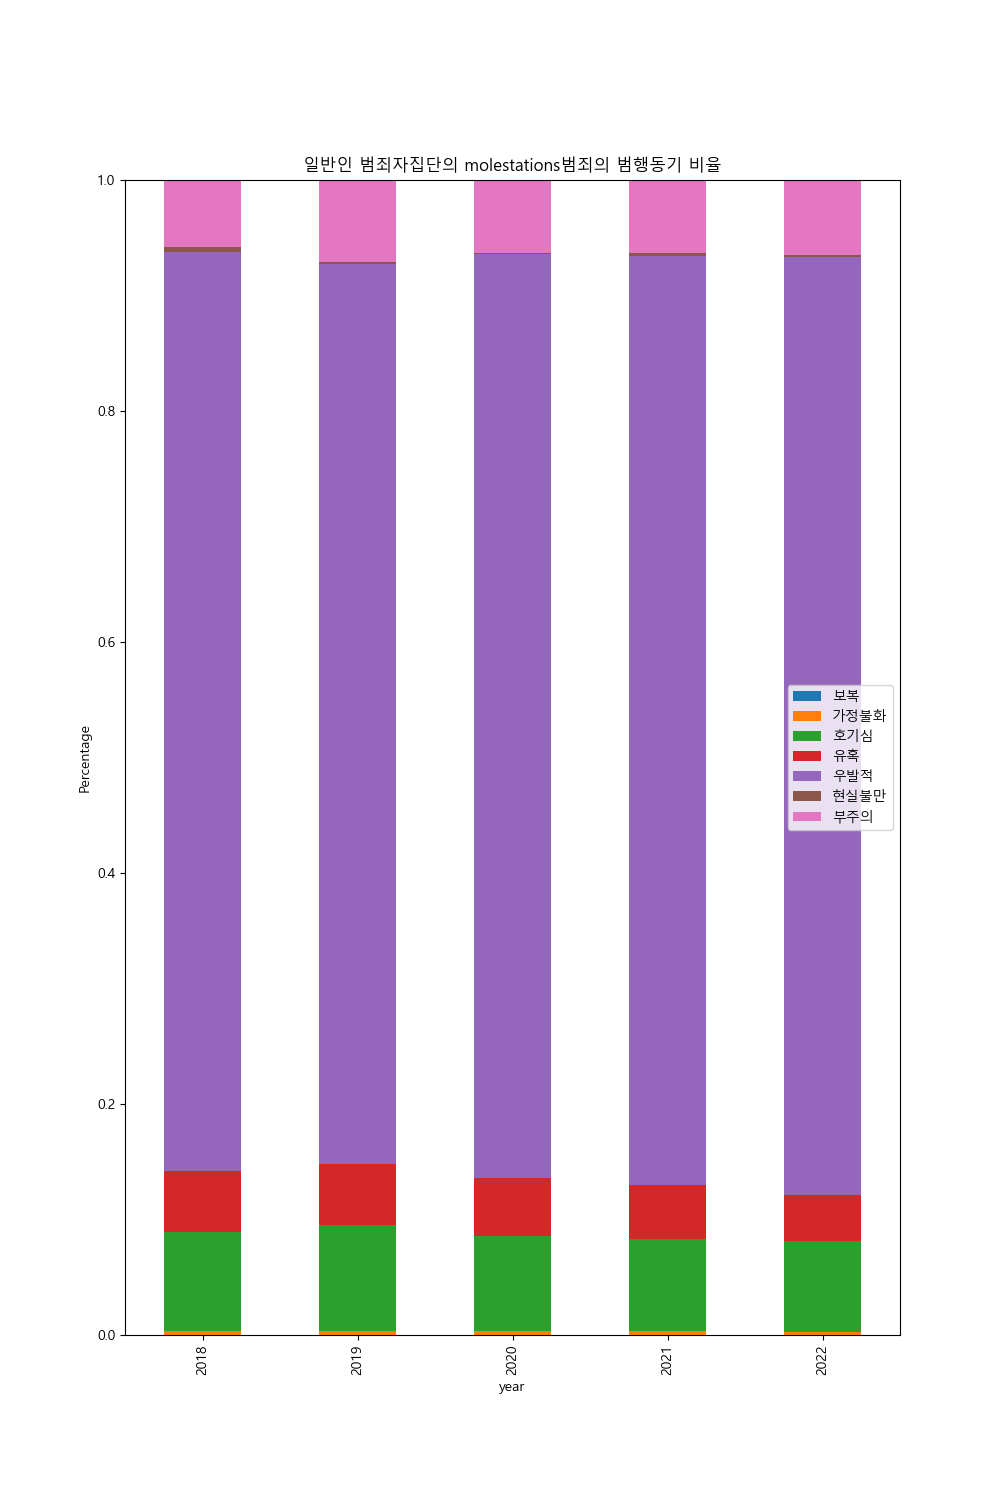 일반인 범죄자집단의 molestations범죄의 범행동기 비율
1.0
0.8
0.6
0.4
0.2
0.0
Percentage
보복
가정불화
호기심
유혹
우발적
현실불만
부주의
2018
2019
2020
2021
2022
year